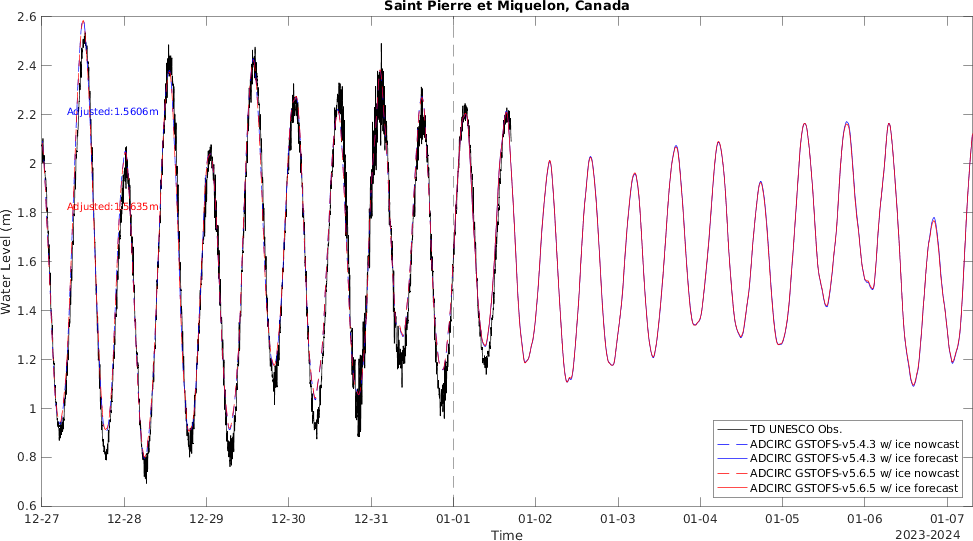 Saint Pierre et Miquelon, Canada
2.6
2.4
2.2
2
1.8
1.6
1.4
1.2
1
0.8
0.6
Water Level (m)
Adjusted:1.5606m
Adjusted:1.5635m
TD UNESCO Obs.
ADCIRC GSTOFS-v5.4.3 w/ ice nowcast
ADCIRC GSTOFS-v5.4.3 w/ ice forecast
ADCIRC GSTOFS-v5.6.5 w/ ice nowcast
ADCIRC GSTOFS-v5.6.5 w/ ice forecast
12-27 12-28 12-29 12-30 12-31 01-01 01-02 01-03 01-04 01-05 01-06 01-07
Time
2023-2024